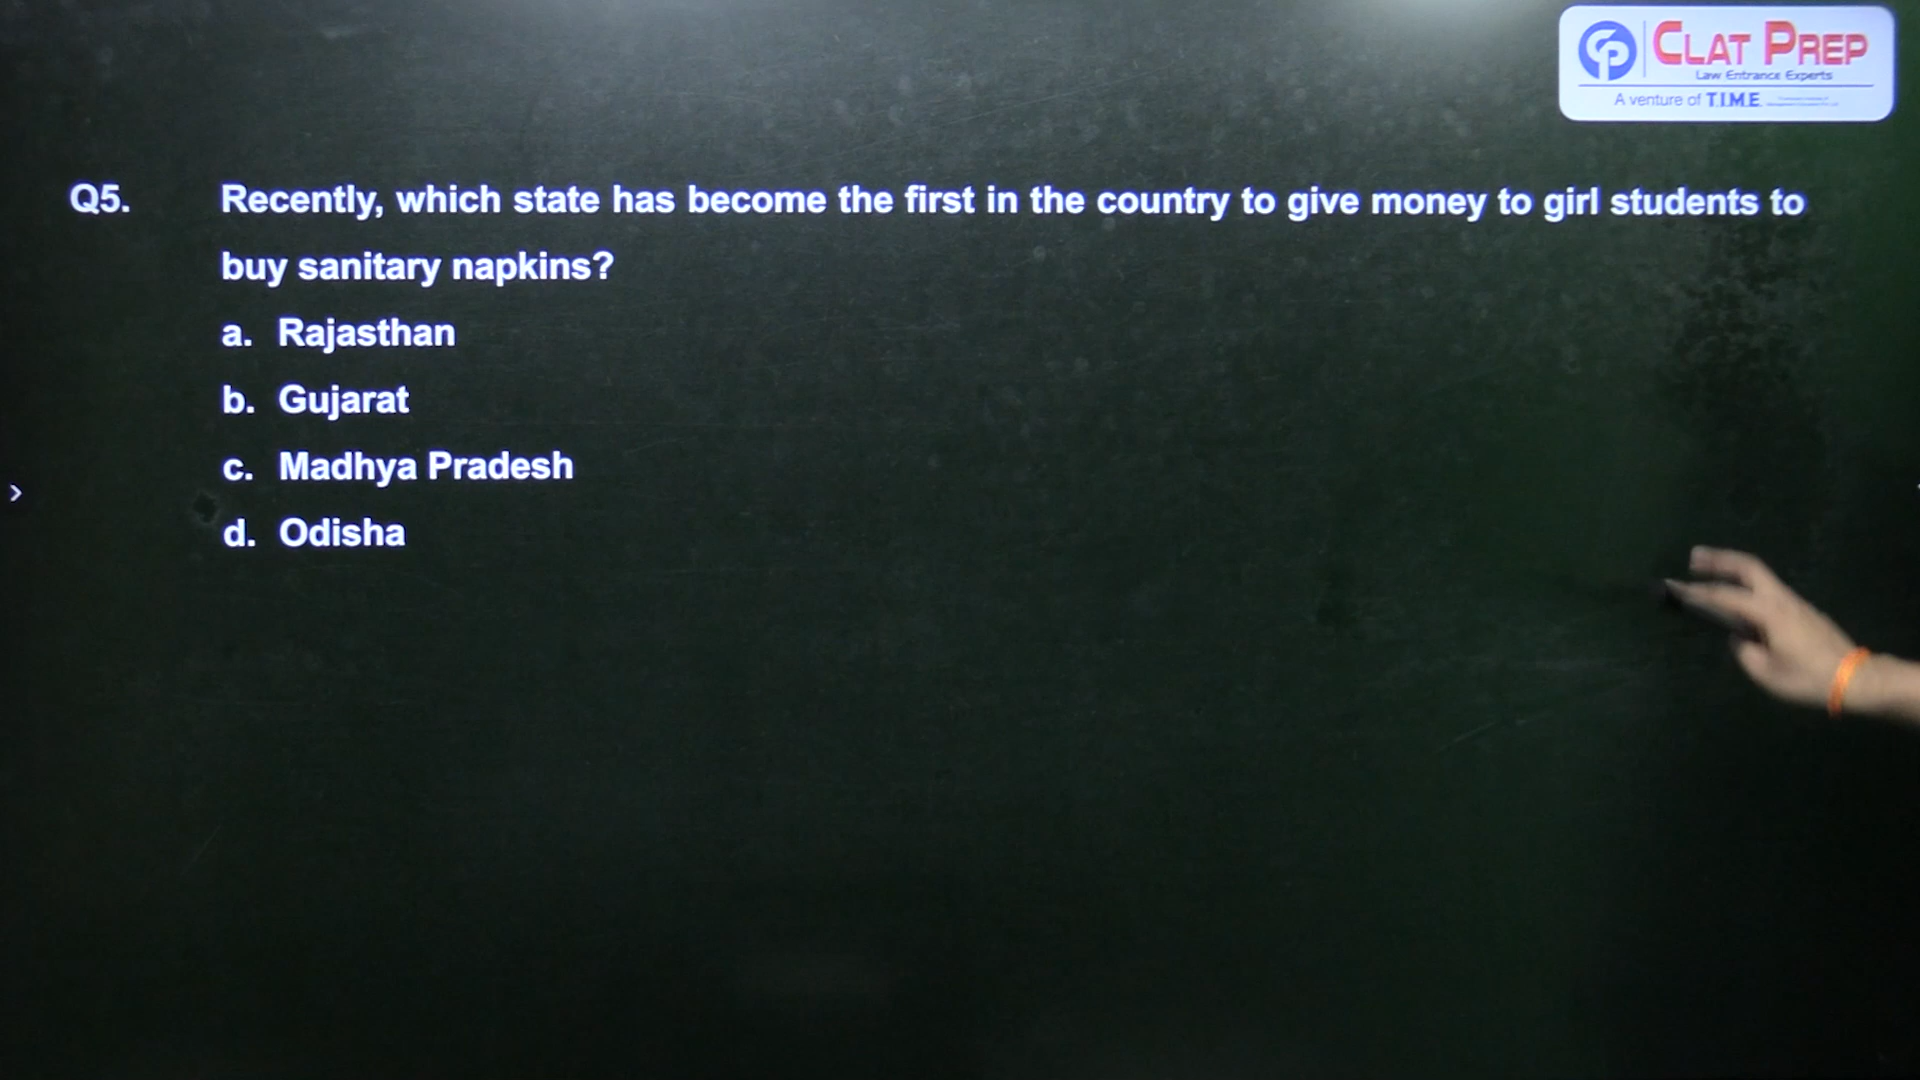 CLAT PREP
Law Entrance Experts
A venture of T.I.M.E.
Q5. Recently, which state has become the first in the country to give money to girl students to
buy sanitary napkins?
a. Rajasthan
b. Gujarat
c. Madhya Pradesh
d. Odisha